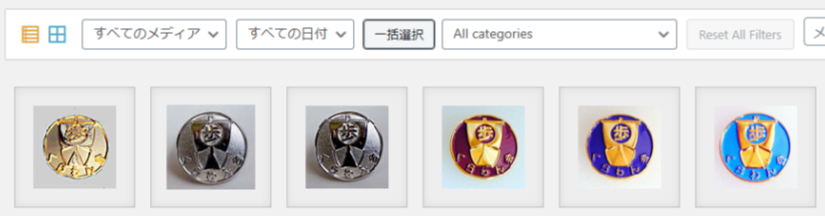 すべてのメディア すべての日付 一括選択 All categories Reset All Filters メ
歩 歩 歩 歩 歩 歩